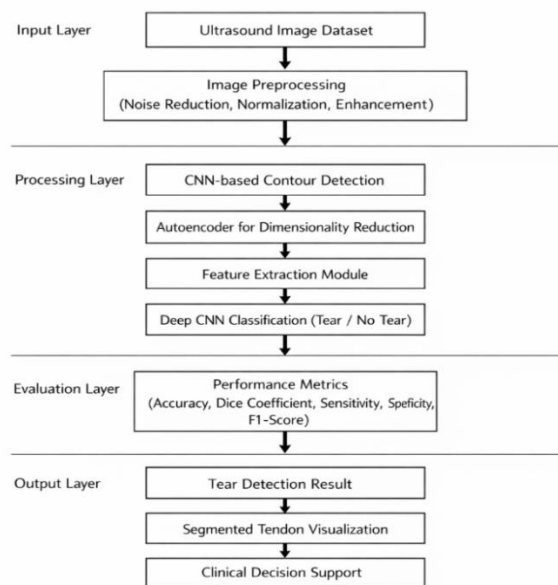 Input Layer
Ultrasound Image Dataset
Image Preprocessing
(Noise Reduction, Normalization, Enhancement)
Processing Layer
CNN-based Contour Detection
Autoencoder for Dimensionality Reduction
Feature Extraction Module
Deep CNN Classification (Tear / No Tear)
Evaluation Layer
Performance Metrics
(Accuracy, Dice Coefficient, Sensitivity, Speficity,
F1-Score)
Output Layer
Tear Detection Result
Segmented Tendon Visualization
Clinical Decision Support